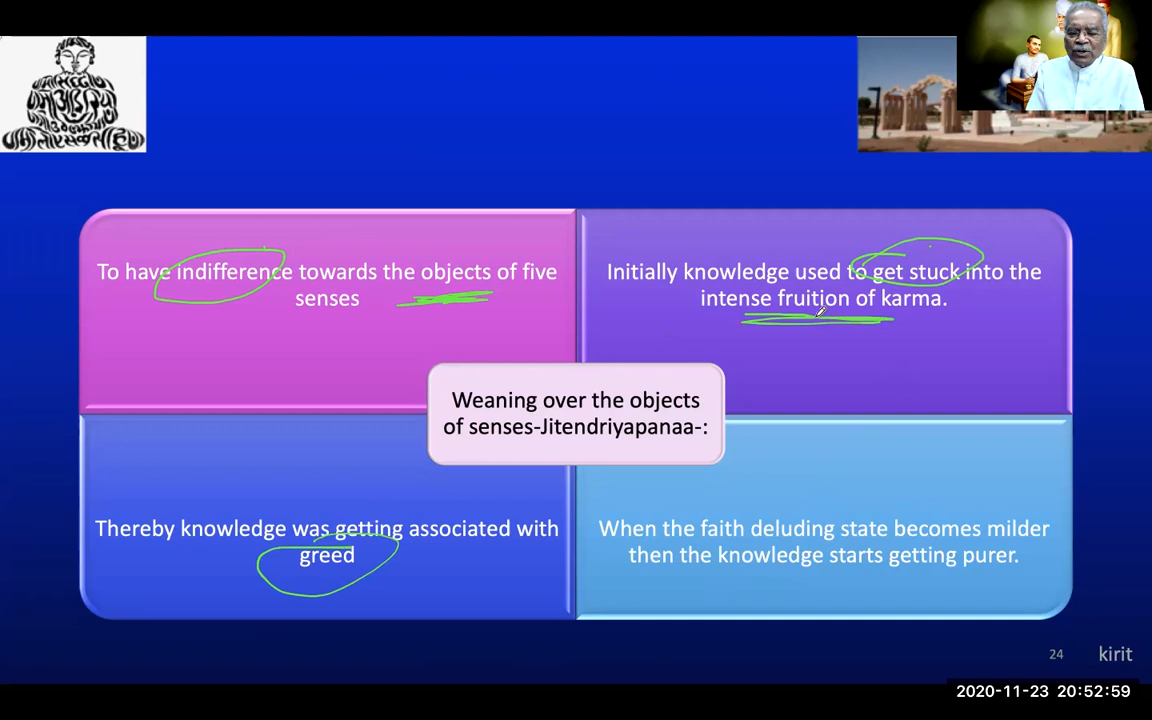 To have indifference towards the objects of five
senses
Initially knowledge used to get stuck into the
intense fruition of karma.
Weaning over the objects
of senses-Jitendriyapanaa-:
Thereby knowledge was getting associated with
greed
When the faith deluding state becomes milder
then the knowledge starts getting purer.
24
kirit
2020-11-23 20:52:59